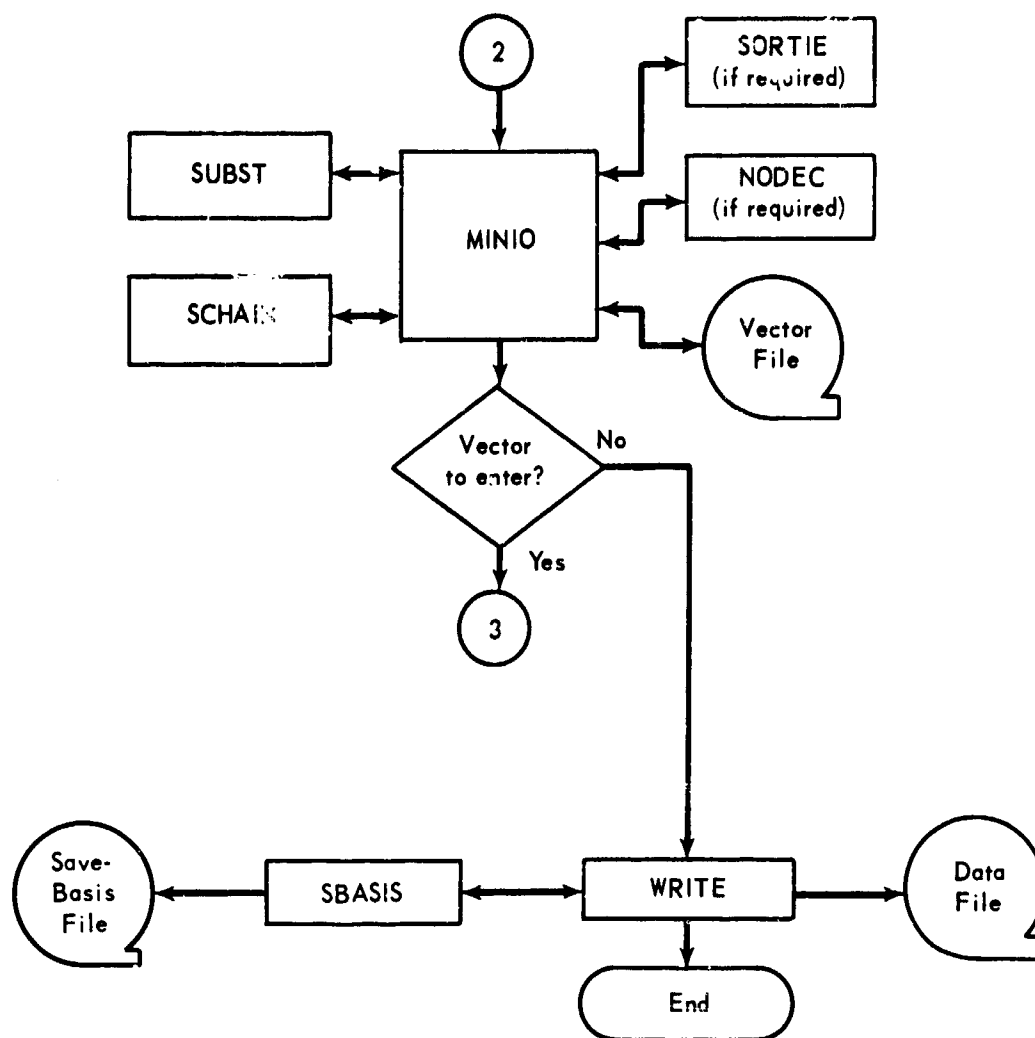 2
SORTIE
(if required)
SUBST
NODEC
(if required)
MINIO
SCHAIN
Vector
File
Vector
to enter?
No
Yes
3
Save-
Basis
File
SBASIS
WRITE
Data
File
End